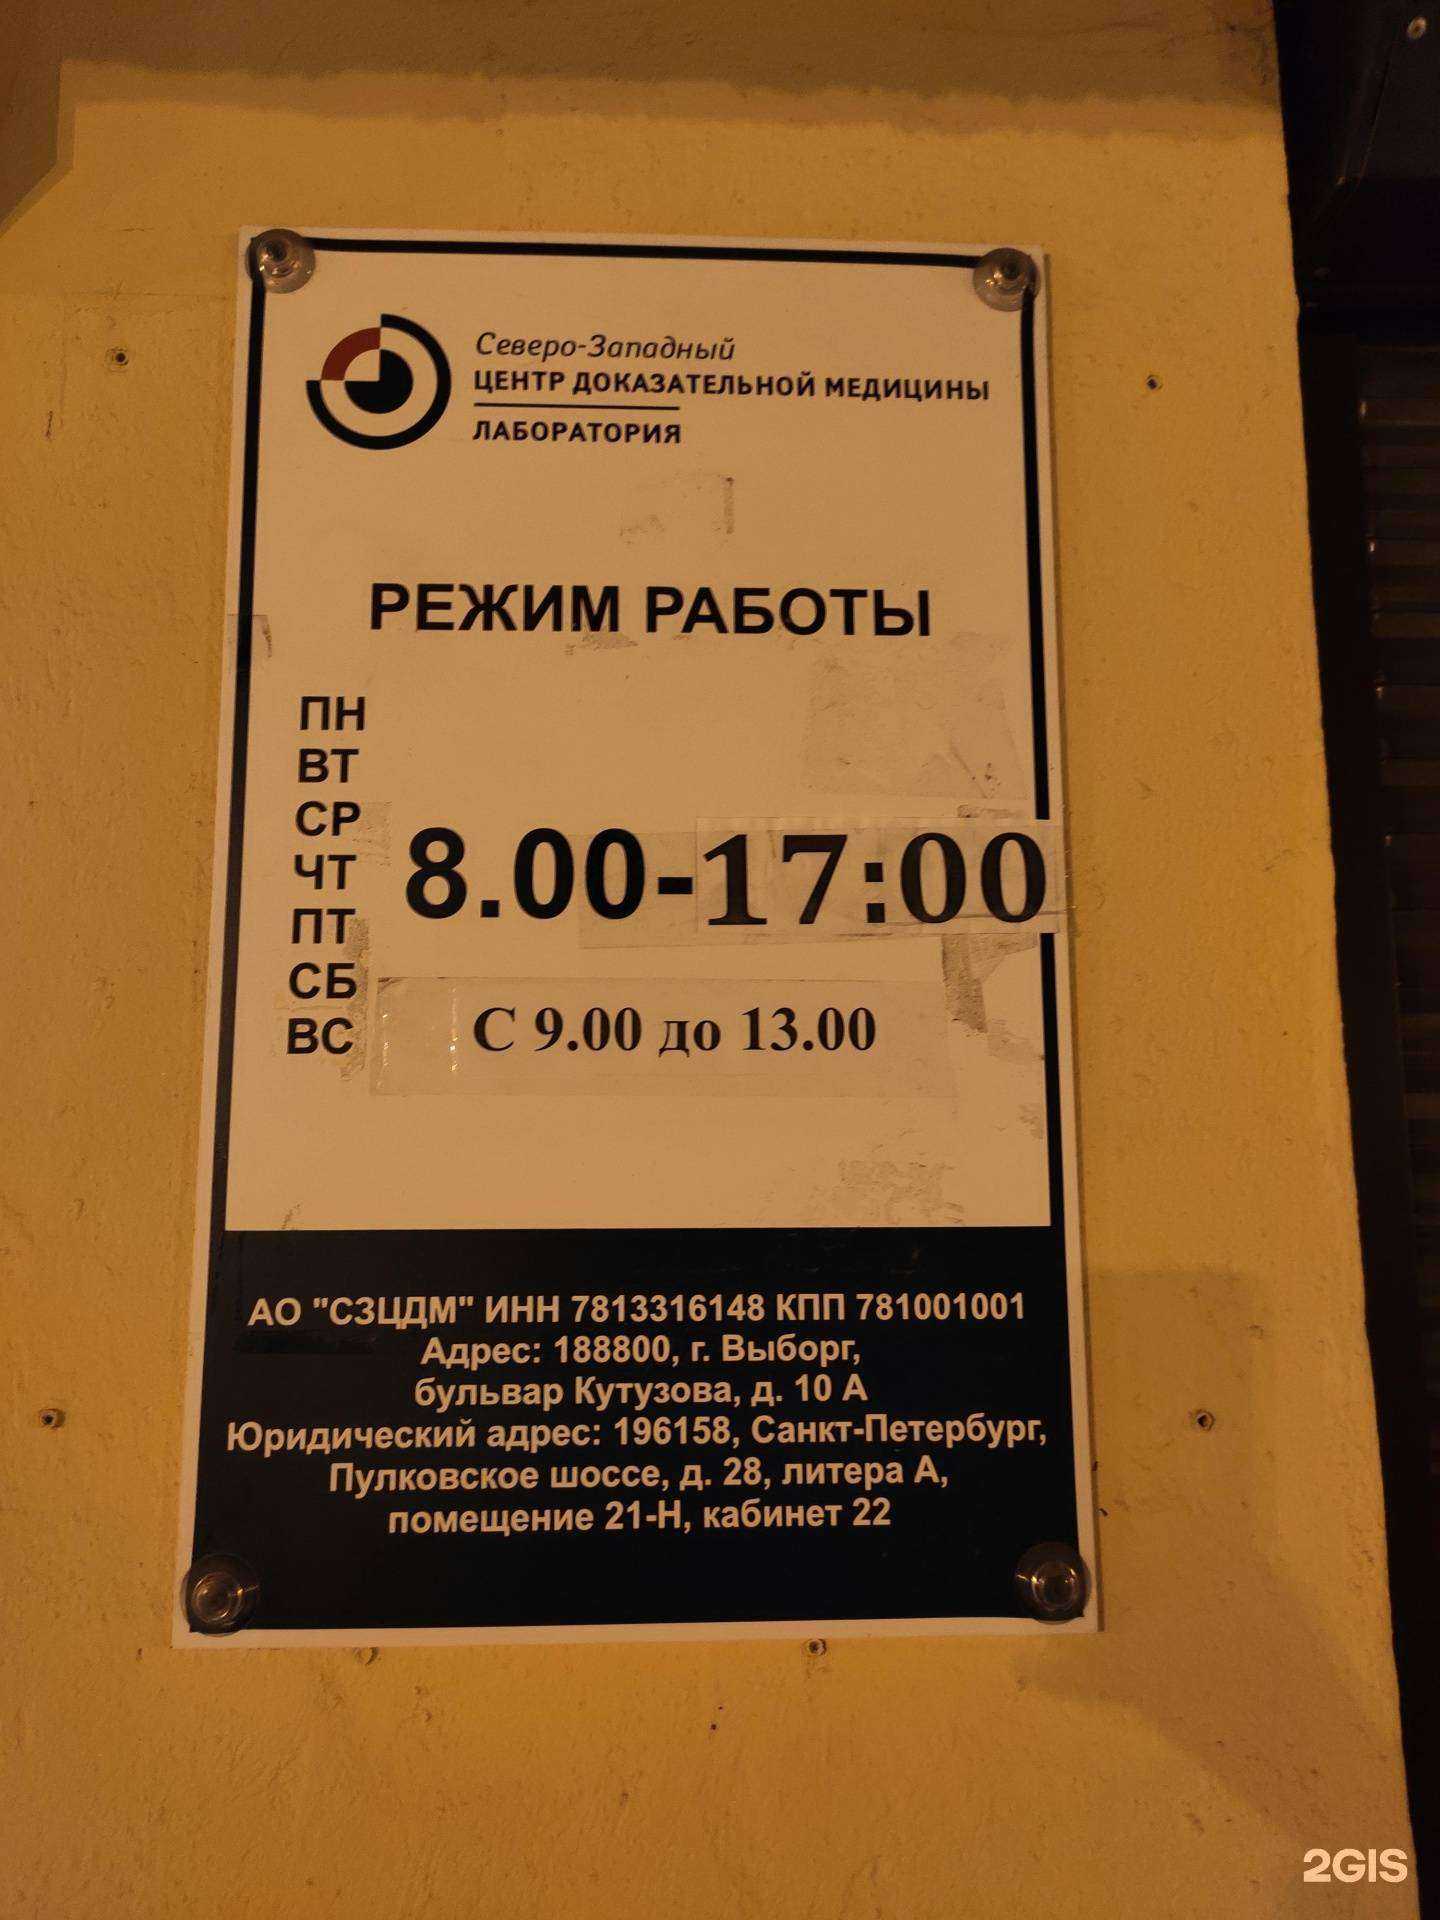 Северо-Западный
ЦЕНТР ДОКАЗАТЕЛЬНОЙ МЕДИЦИНЫ
ЛАБОРАТОРИЯ
РЕЖИМ РАБОТЫ
ПН
ВТ
СР
ЧТ
8.00-17:00
ПТ
СБ
ВС С 9.00 до 13.00
АО "СЗЦДМ" ИНН 7813316148 КПП 781001001
Адрес: 188800, г. Выборг,
бульвар Кутузова, д. 10 А
Юридический адрес: 196158, Санкт-Петербург,
Пулковское шоссе, д. 28, литера А,
помещение 21-Н, кабинет 22
2GIS